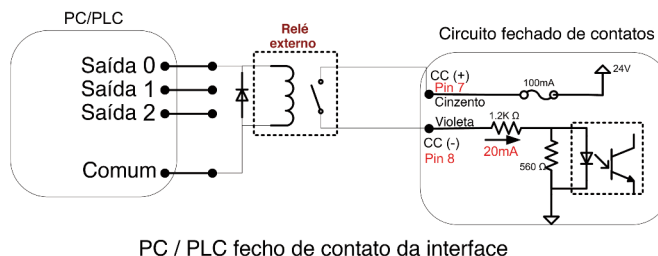 PC/PLC
Relé
externo
Circuito fechado de contatos
Saída 0
Saída 1
Saída 2
Comum
CC (+)
Pin 7
Cinzento
100mA
24V
Violeta
1.2K Ω
CC (-)
Pin 8
20mA
560 Ω
PC / PLC fecho de contato da interface